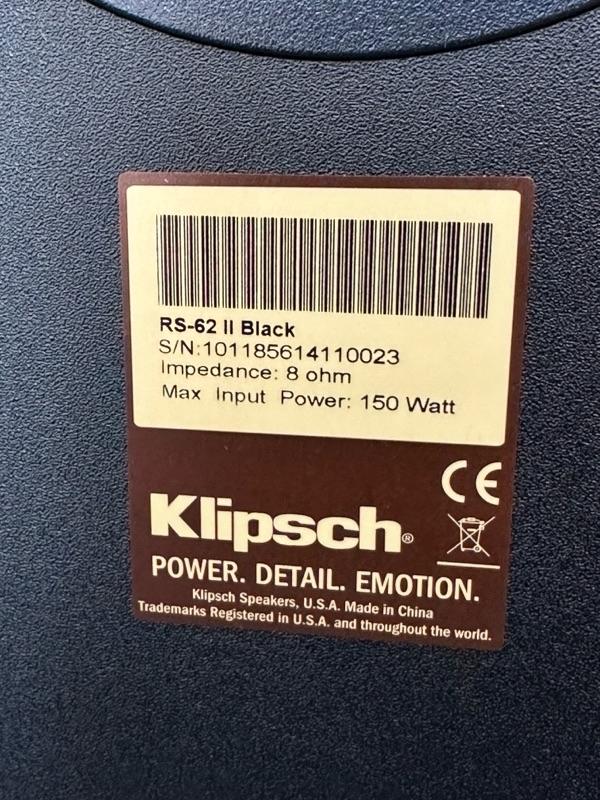 RS-62 II Black
S/N:101185614110023
Impedance: 8 ohm
Max Input Power: 150 Watt
CE
Klipsch®
POWER. DETAIL. EMOTION.
Klipsch Speakers, U.S.A. Made in China
Trademarks Registered in U.S.A. and throughout the world.